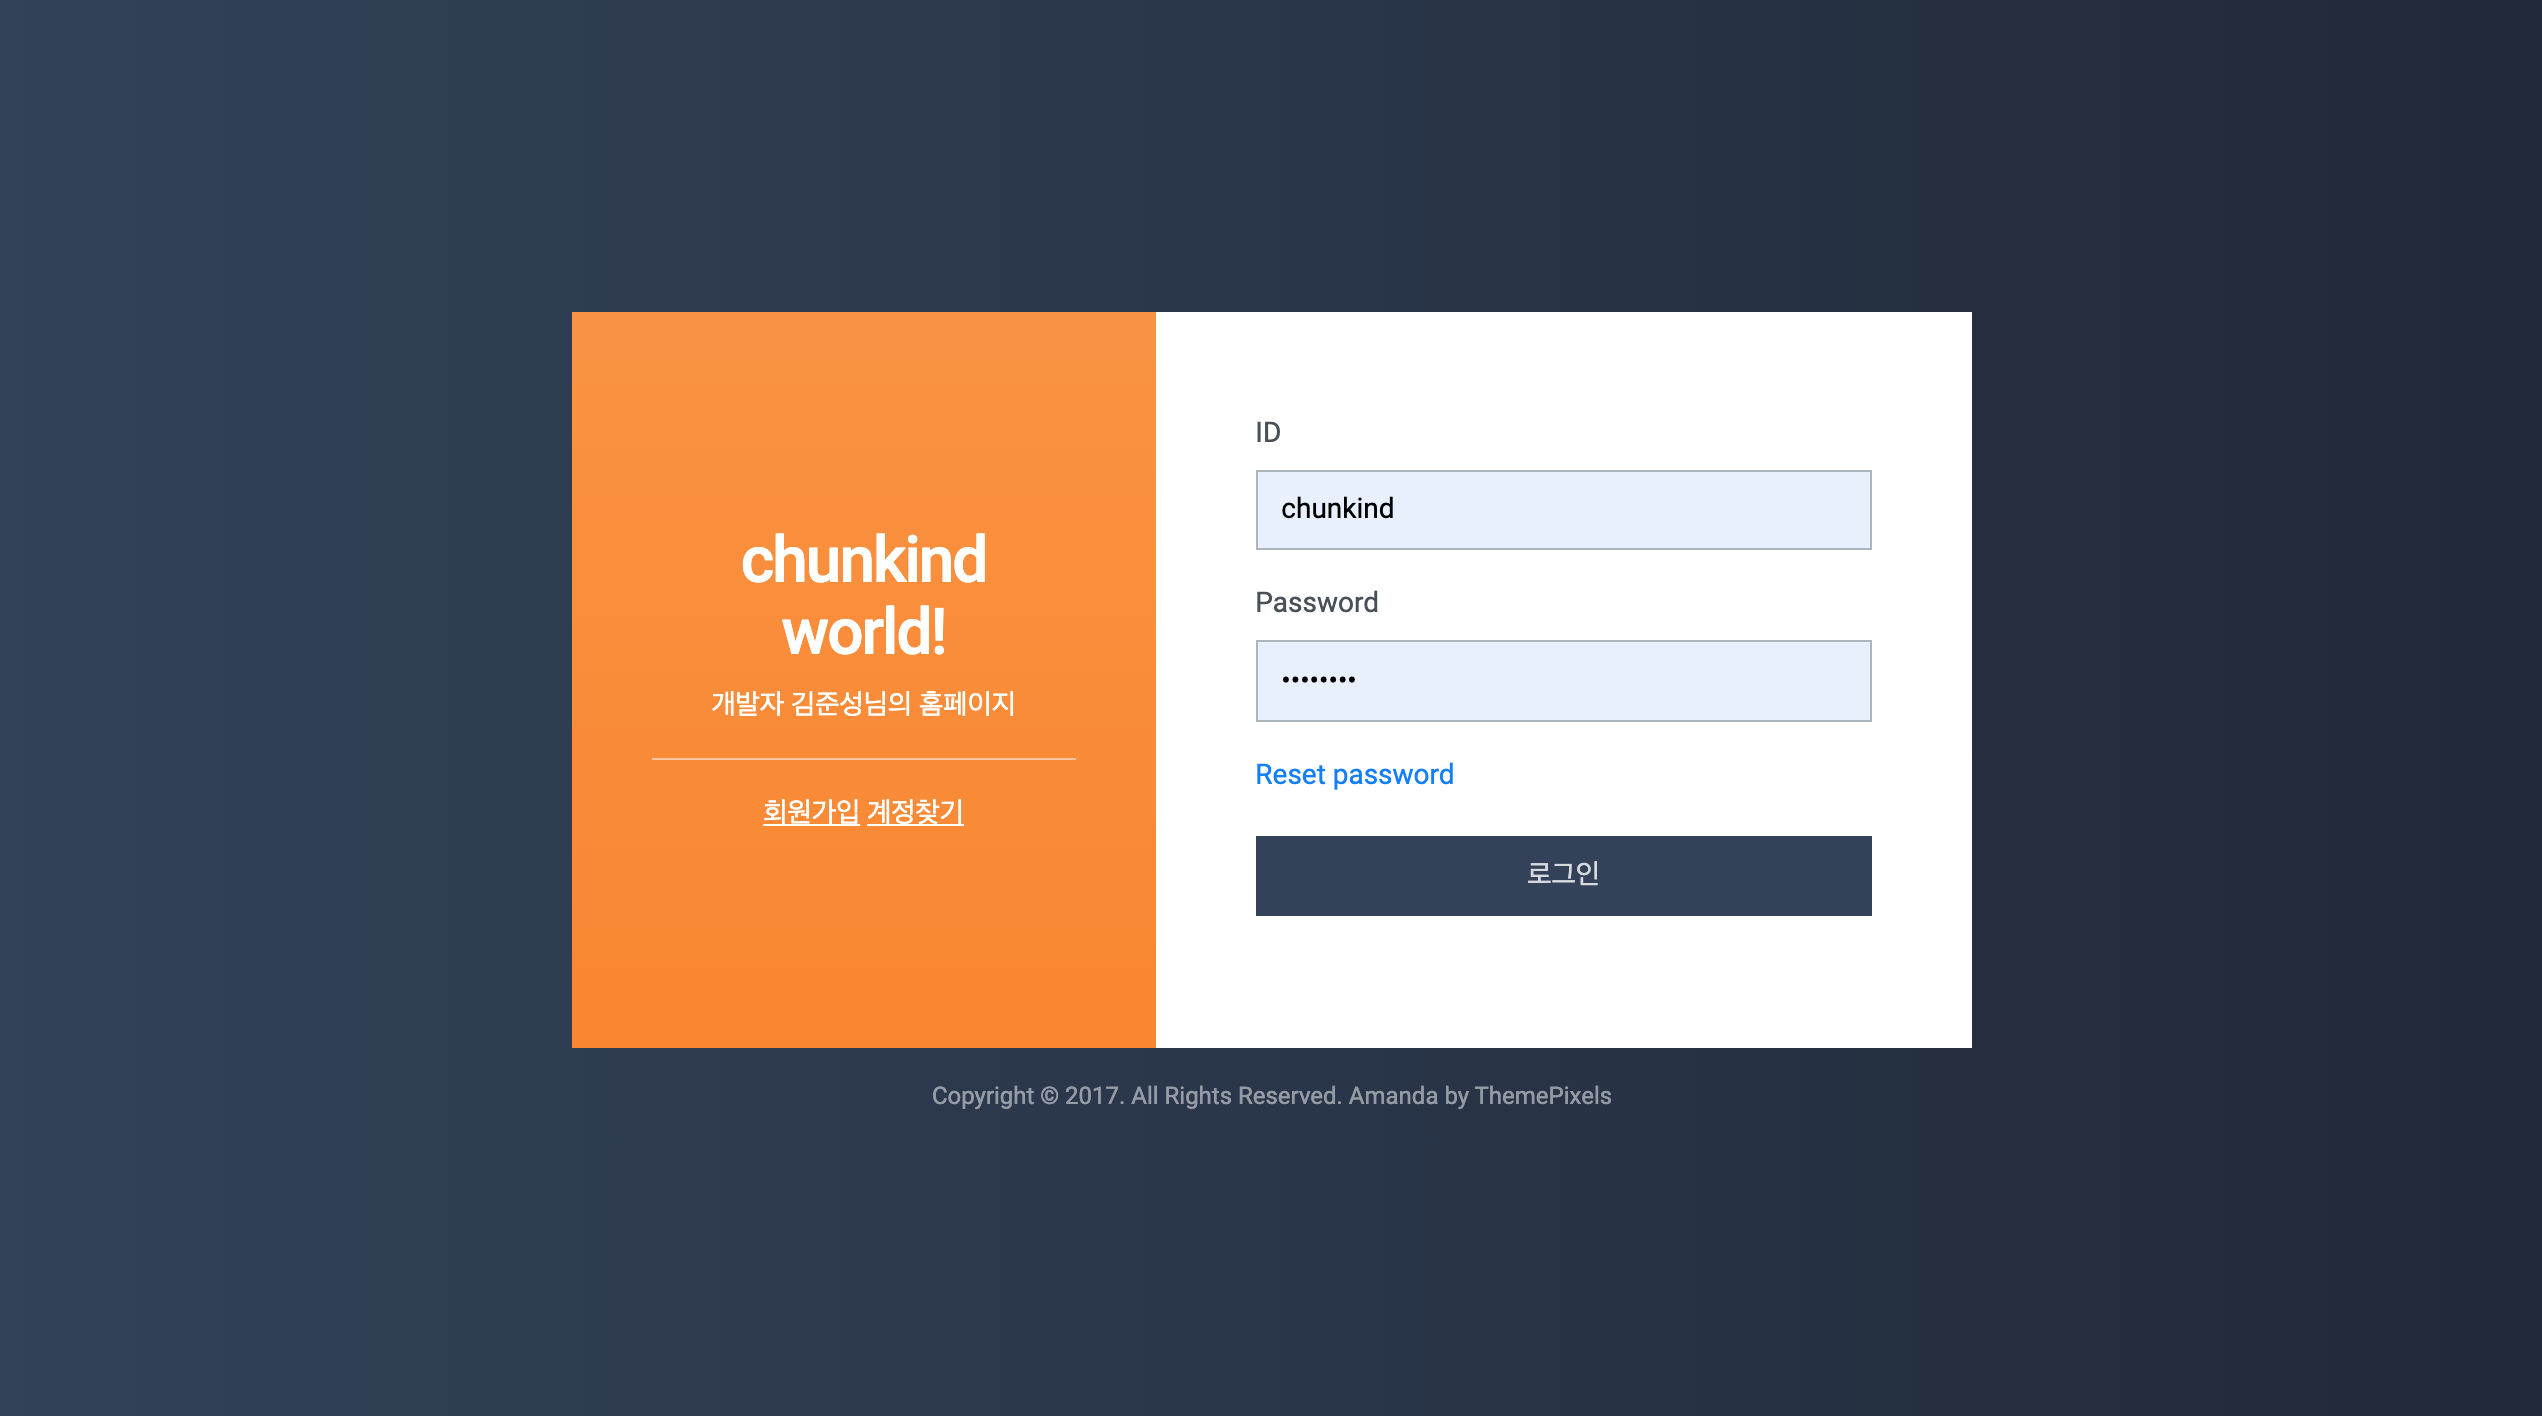 chunkind
world!
개발자 김준성님의 홈페이지
회원가입 계정찾기
ID
chunkind
Password
••••••••
Reset password
로그인
Copyright © 2017. All Rights Reserved. Amanda by ThemePixels